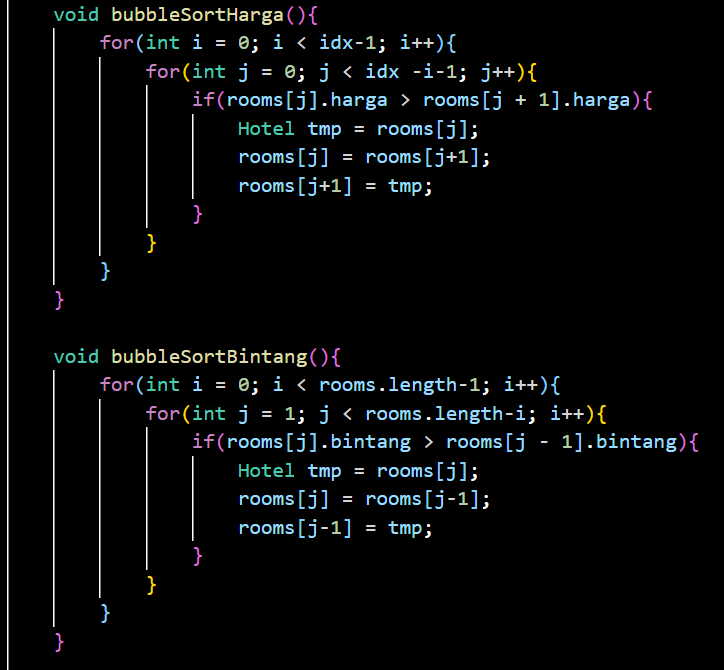 void bubbleSortHarga(){
for(int i = 0; i < idx-1; i++){
for(int j = 0; j < idx -i-1; j++){
if(rooms[j].harga > rooms[j + 1].harga){
Hotel tmp = rooms[j];
rooms[j] = rooms[j+1];
rooms[j+1] = tmp;
}
}
}
}
void bubbleSortBintang(){
for(int i = 0; i < rooms.length-1; i++){
for(int j = 1; j < rooms.length-i; i++){
if(rooms[j].bintang > rooms[j - 1].bintang){
Hotel tmp = rooms[j];
rooms[j] = rooms[j-1];
rooms[j-1] = tmp;
}
}
}
}